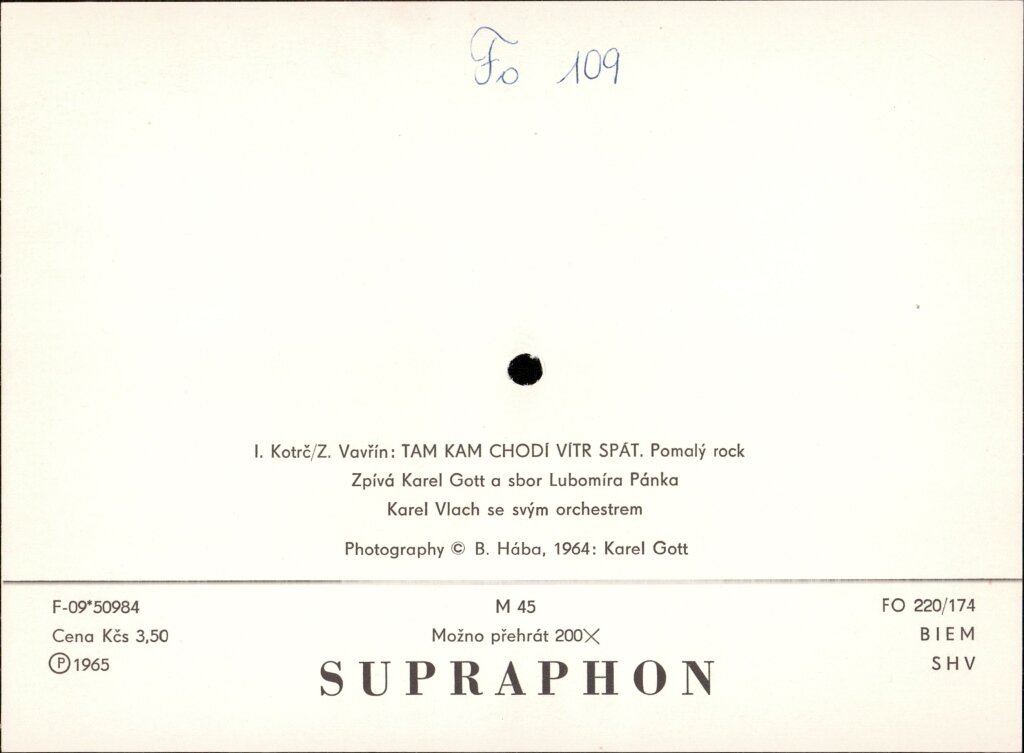 Fo 109
I. Kotrč/Z. Vavřín: TAM KAM CHODÍ VÍTR SPÁT. Pomalý rock
Zpívá Karel Gott a sbor Lubomíra Pánka
Karel Vlach se svým orchestrem
Photography © B. Hába, 1964: Karel Gott
F-09*50984 M 45 FO 220/174
Cena Kčs 3,50 Možno přehrát 200X BIEM
Ⓟ 1965 SHV
SUPRAPHON